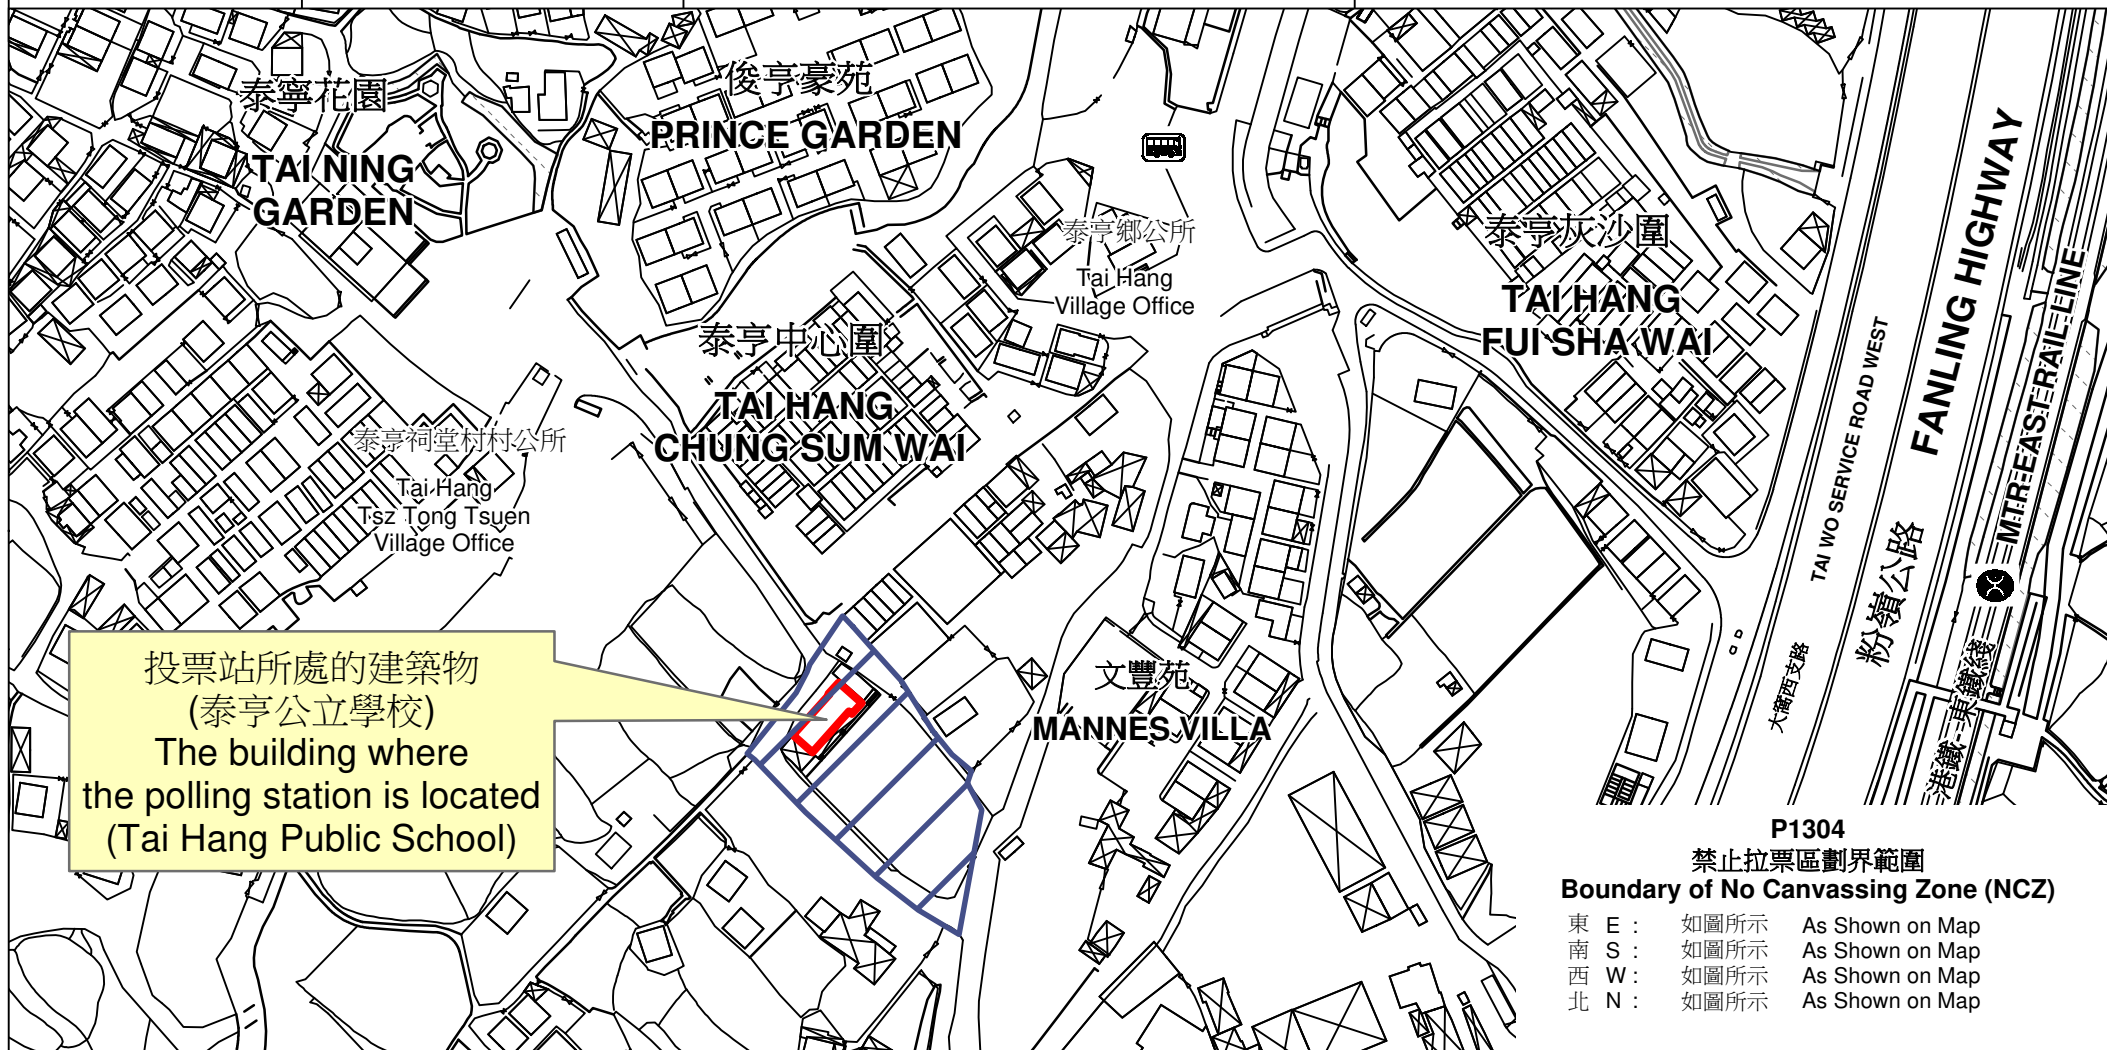 泰寧花園
TAI NING
GARDEN
俊亨豪苑
PRINCE GARDEN
泰亨鄉公所
Tai Hang
Village Office
泰亨灰沙圍
TAI HANG
FUI SHA WAI
泰亨中心圍
TAI HANG
CHUNG SUM WAI
泰亨祠堂村村公所
Tai Hang
Tsz Tong Tsuen
Village Office
文豐苑
MANNES VILLA
大窩西支路
TAI WO SERVICE ROAD WEST
粉嶺公路
FANLING HIGHWAY
港鐵-東鐵綫
MTR EAST RAIL LINE
投票站所處的建築物
(泰亨公立學校)
The building where
the polling station is located
(Tai Hang Public School)
P1304
禁止拉票區劃界範圍
Boundary of No Canvassing Zone (NCZ)
東 E : 如圖所示 As Shown on Map
南 S : 如圖所示 As Shown on Map
西 W : 如圖所示 As Shown on Map
北 N : 如圖所示 As Shown on Map